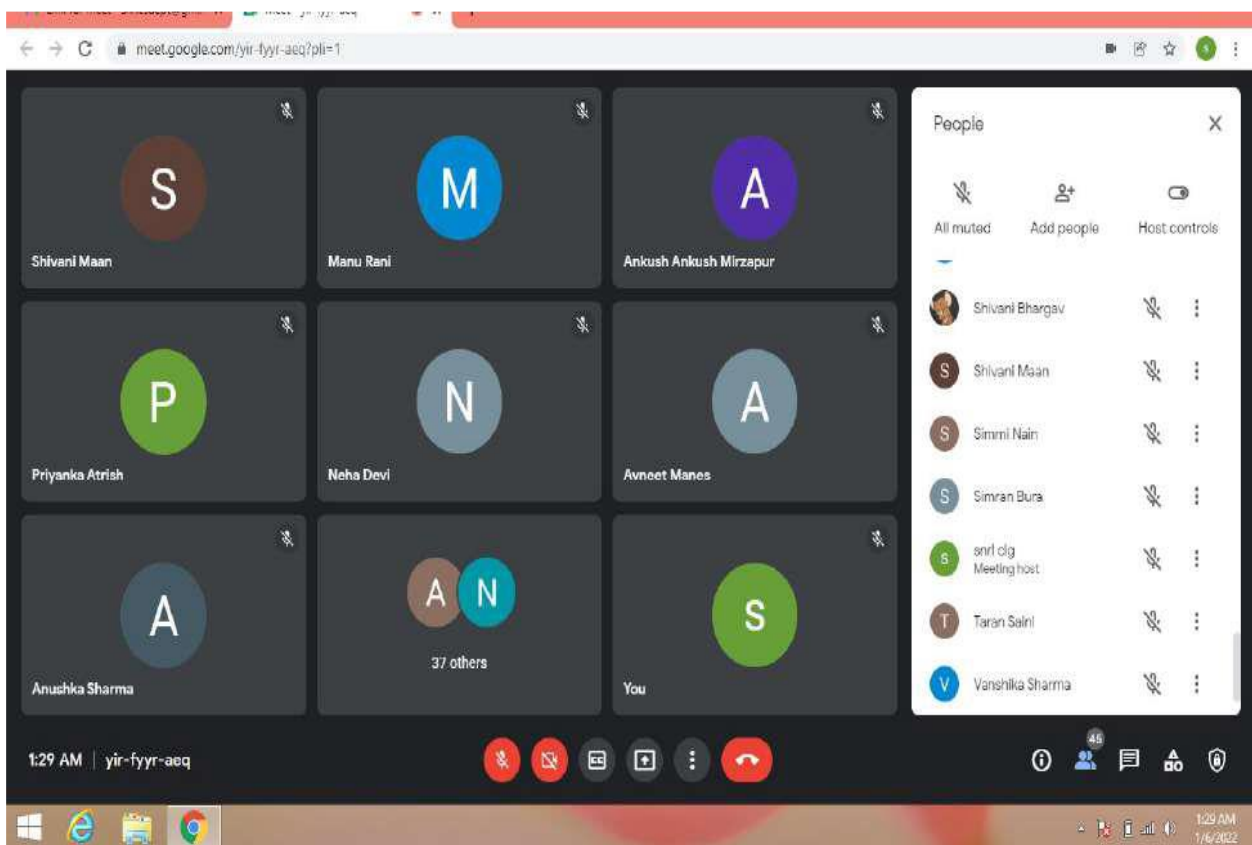 meet.google.com/yir-fyyr-aeq?pli=1
S
S
Shivani Maan
M
Manu Rani
A
Ankush Ankush Mirzapur
P
Priyanka Atrish
N
Neha Devi
A
Avneet Manes
A
Anushka Sharma
A N
37 others
S
You
People
All muted
Add people
Host controls
Shivani Bhargav
S Shivani Maan
S Simmi Nain
S Simran Bura
s snrl clg
Meeting host
T Taran Saini
V Vanshika Sharma
1:29 AM | yir-fyyr-aeq
CC
45
1:29 AM
1/6/2022